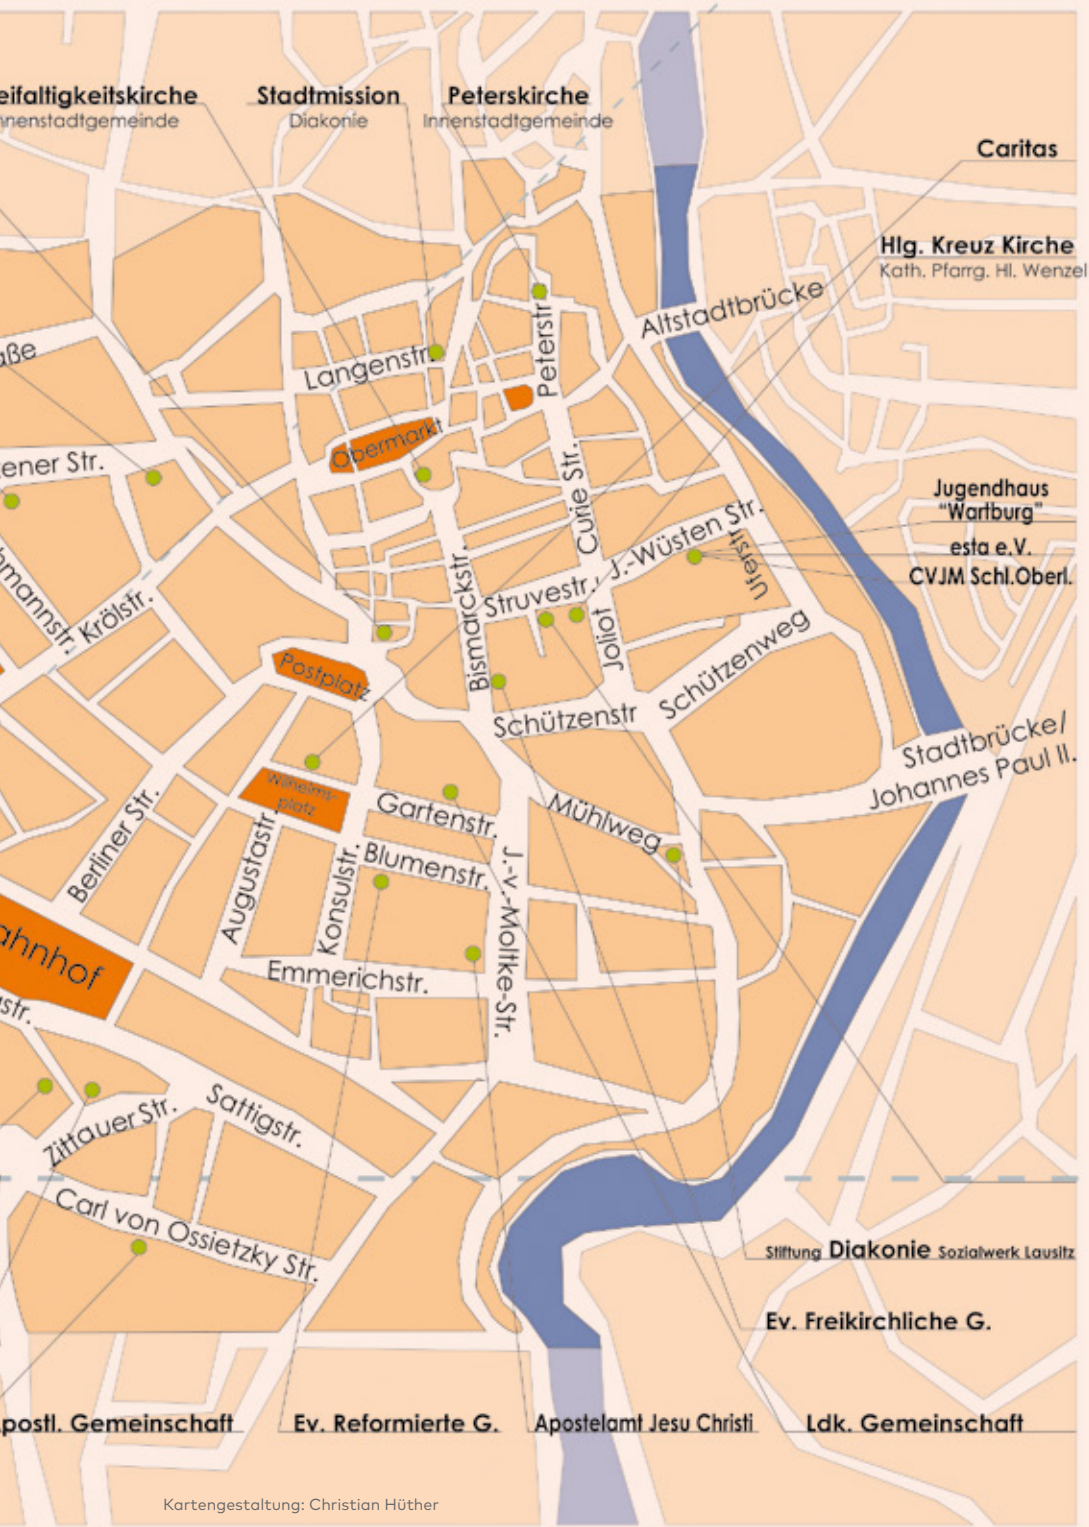 eifaltigkeitskirche
nnenstadtgemeinde
Stadtmission
Diakonie
Peterskirche
Innenstadtgemeinde
Caritas
Hlg. Kreuz Kirche
Kath. Pfarrg. Hl. Wenzel
Altstadtbrücke
aße
Langenstr.
Peterstr.
Obermarkt
ener Str.
Curie Str.
Jugendhaus
"Wartburg"
esta e.V.
CVJM Schl.Oberl.
J.-Wüsten Str.
Uferstr.
hmannstr.
Krölstr.
Bismarckstr.
Struvestr.
Joliot
Schützenweg
Postplatz
Schützenstr
Stadtbrücke/
Johannes Paul II.
Wilhelms-
platz
Gartenstr.
Mühlweg
Berliner Str.
Augustastr.
Konsulstr.
Blumenstr.
J.-v.-Moltke-Str.
ahnhof
Emmerichstr.
str.
Zittauer Str.
Sattigstr.
Carl von Ossietzky Str.
Stiftung Diakonie Sozialwerk Lausitz
Ev. Freikirchliche G.
postl. Gemeinschaft
Ev. Reformierte G.
Apostelamt Jesu Christi
Ldk. Gemeinschaft
Kartengestaltung: Christian Hüther